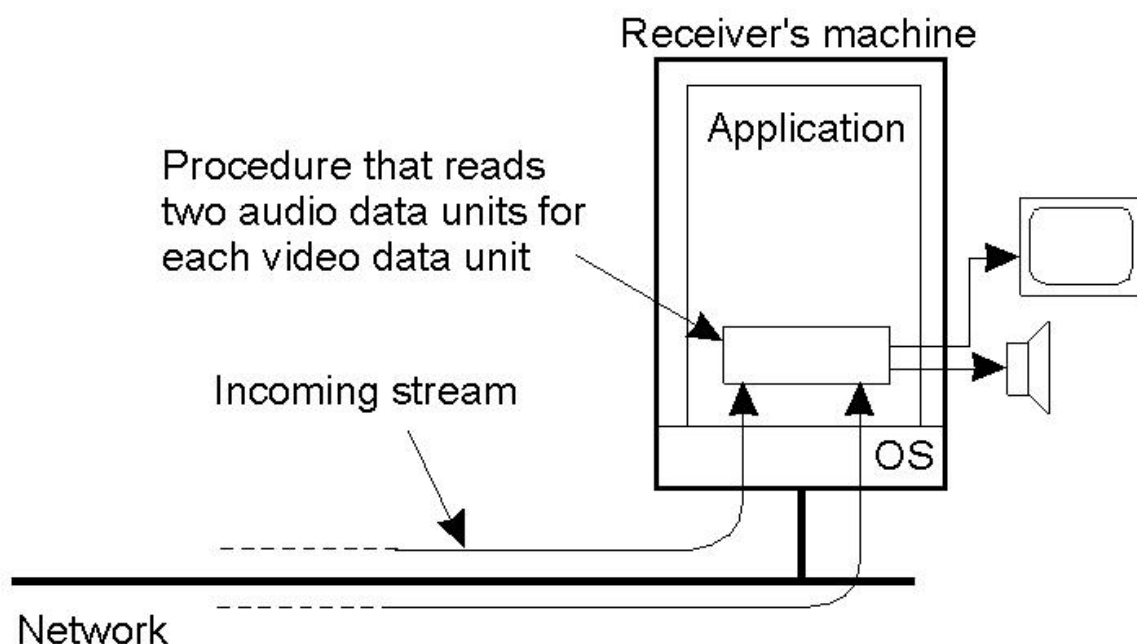 Receiver's machine
Application
Procedure that reads
two audio data units for
each video data unit
Incoming stream
OS
Network